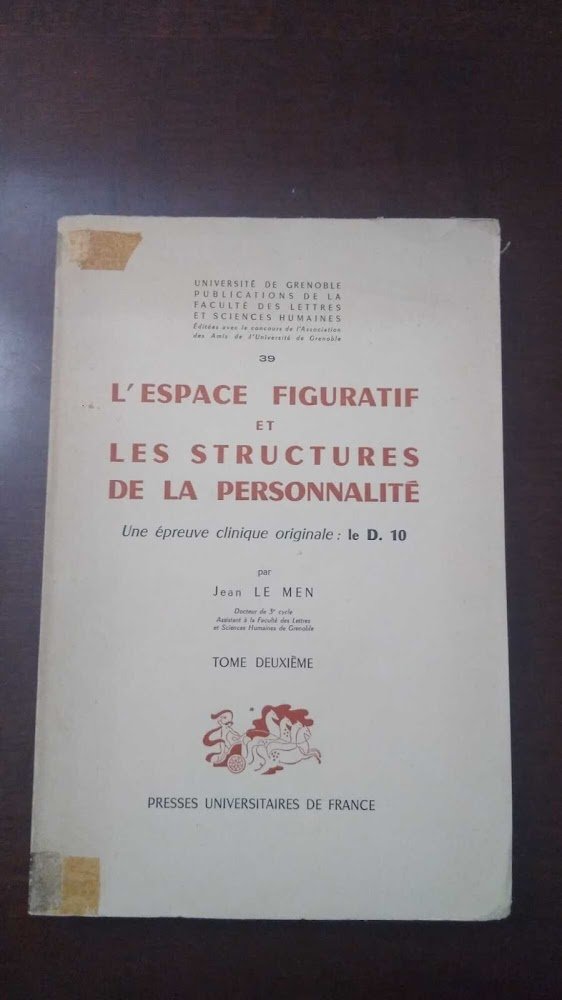 UNIVERSITÉ DE GRENOBLE
PUBLICATIONS DE LA
FACULTÉ DES LETTRES
ET SCIENCES HUMAINES
Éditées avec le concours de l'Association
des Amis de l'Université de Grenoble
39
L'ESPACE FIGURATIF
ET
LES STRUCTURES
DE LA PERSONNALITÉ
Une épreuve clinique originale : le D. 10
par
Jean LE MEN
Docteur de 3e cycle
Assistant à la Faculté des Lettres
et Sciences Humaines de Grenoble
TOME DEUXIÈME
PRESSES UNIVERSITAIRES DE FRANCE